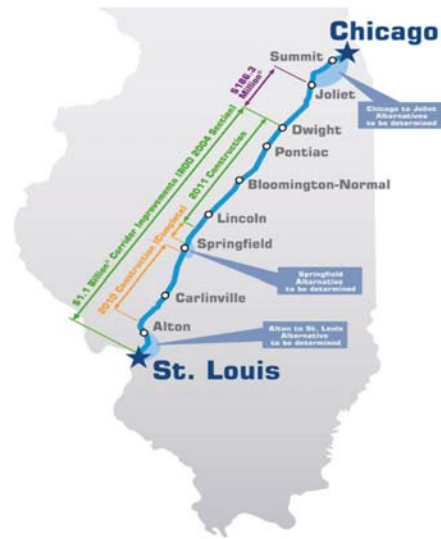 Chicago
Summit
$186.3
Million*
Joliet
Chicago to Joliet
Alternatives
to be determined
Dwight
Pontiac
$1.1 Billion* Corridor Improvements (ROD 2004 Section)
2011 Construction
Bloomington-Normal
Lincoln
2010 Construction (Complete)
Springfield
Springfield
Alternative
to be determined
Carlinville
Alton
Alton to St. Louis
Alternative
to be determined
St. Louis